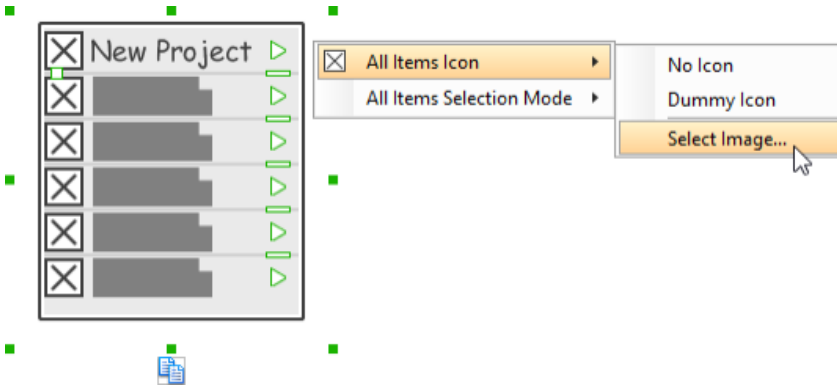 New Project
All Items Icon
All Items Selection Mode
No Icon
Dummy Icon
Select Image...